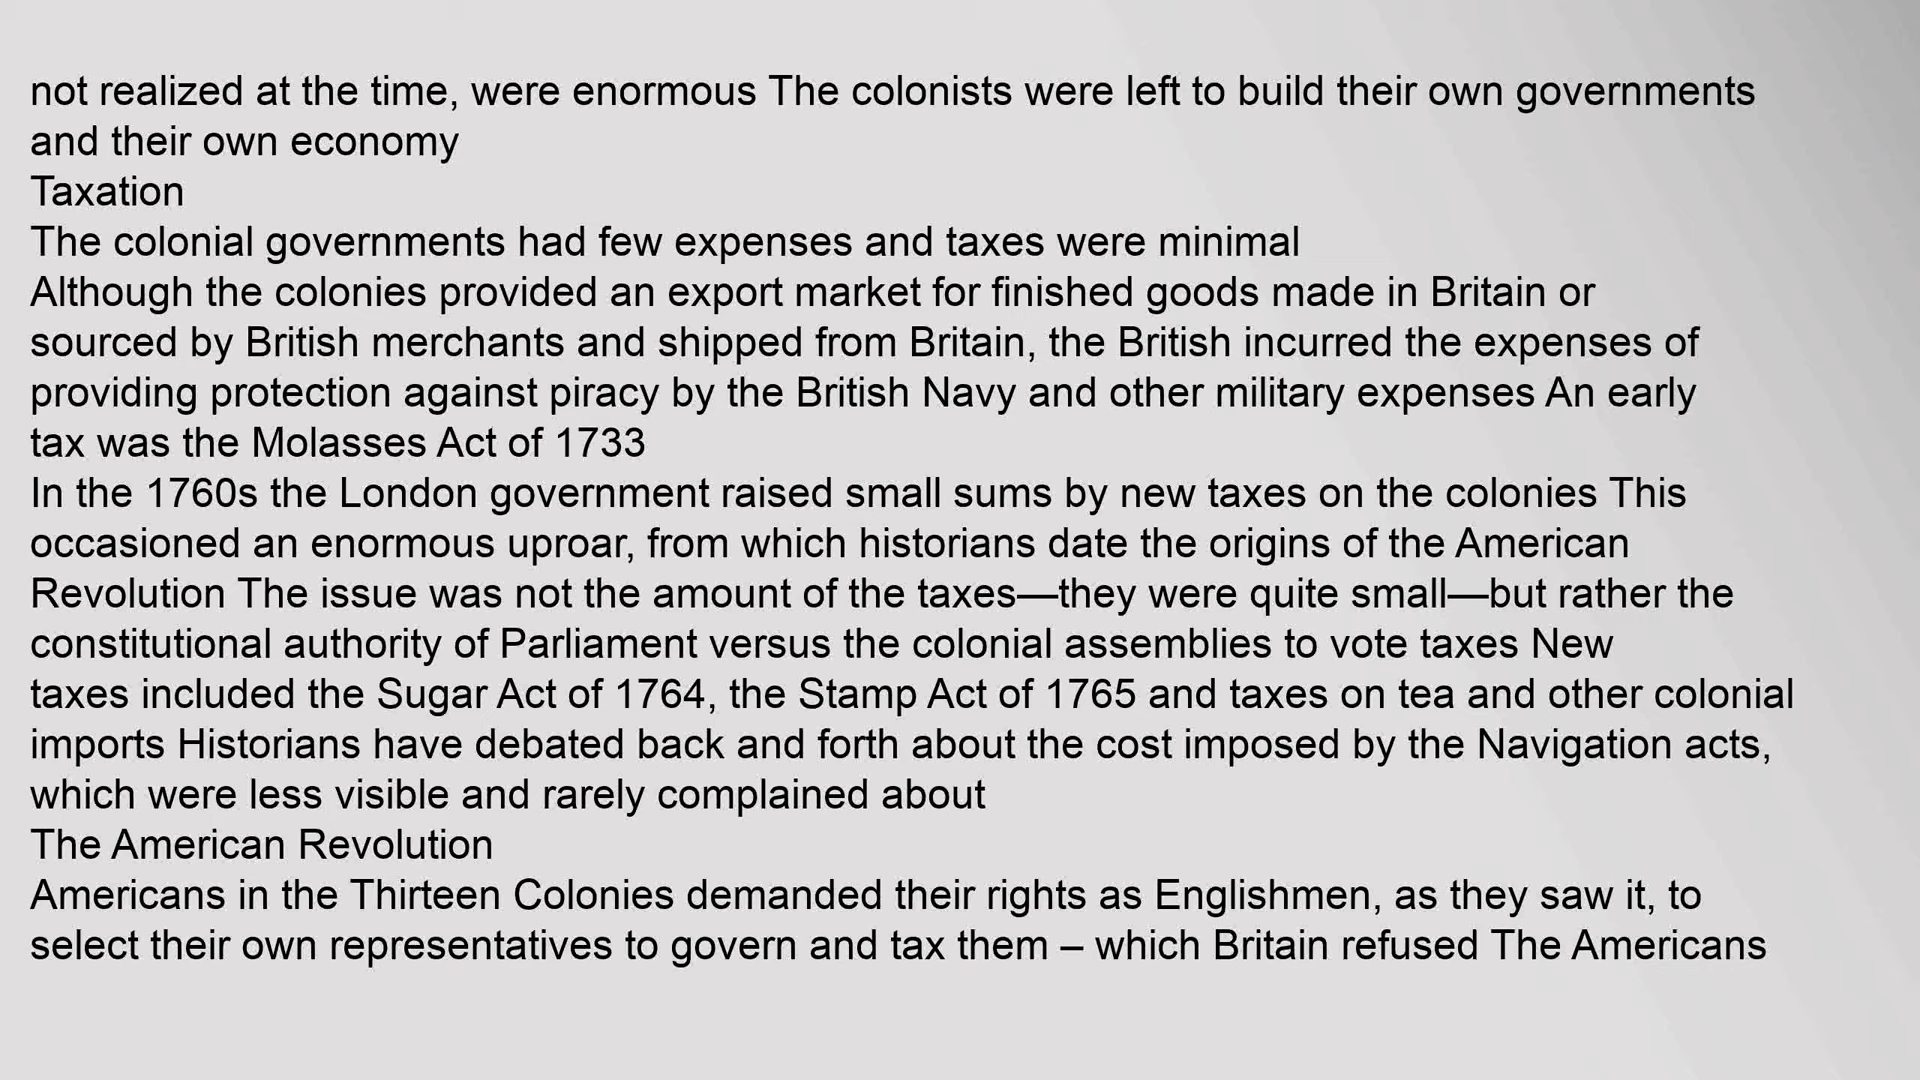 not realized at the time, were enormous The colonists were left to build their own governments
and their own economy
Taxation
The colonial governments had few expenses and taxes were minimal
Although the colonies provided an export market for finished goods made in Britain or
sourced by British merchants and shipped from Britain, the British incurred the expenses of
providing protection against piracy by the British Navy and other military expenses An early
tax was the Molasses Act of 1733
In the 1760s the London government raised small sums by new taxes on the colonies This
occasioned an enormous uproar, from which historians date the origins of the American
Revolution The issue was not the amount of the taxes—they were quite small—but rather the
constitutional authority of Parliament versus the colonial assemblies to vote taxes New
taxes included the Sugar Act of 1764, the Stamp Act of 1765 and taxes on tea and other colonial
imports Historians have debated back and forth about the cost imposed by the Navigation acts,
which were less visible and rarely complained about
The American Revolution
Americans in the Thirteen Colonies demanded their rights as Englishmen, as they saw it, to
select their own representatives to govern and tax them – which Britain refused The Americans